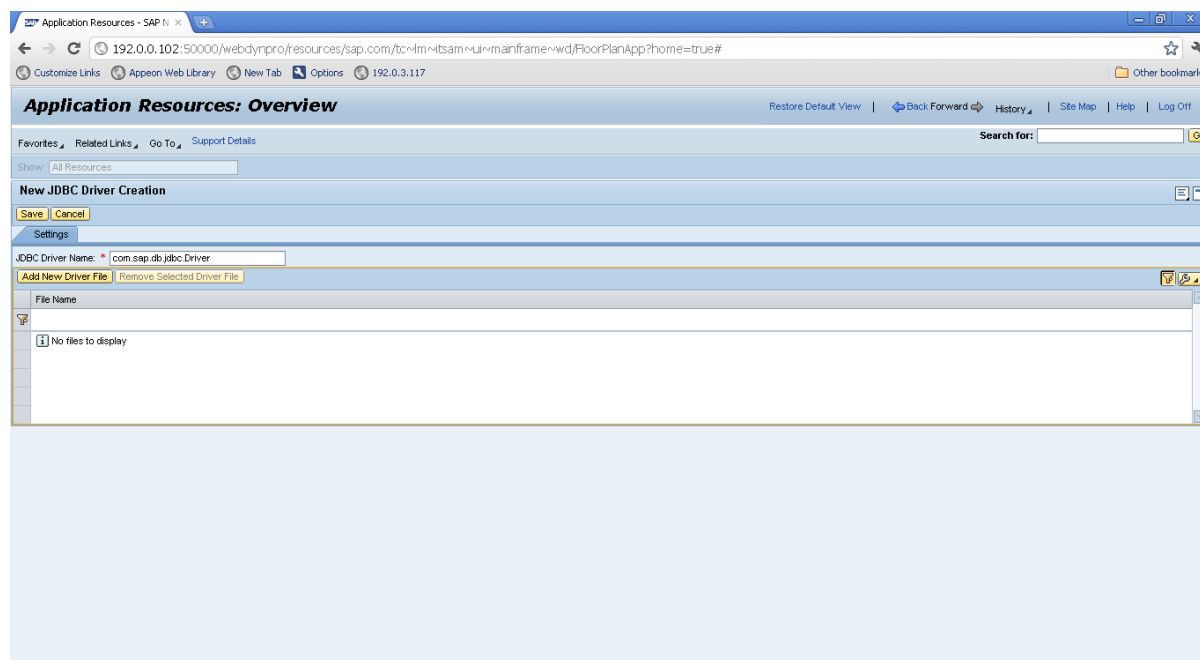 Application Resources - SAP N
192.0.0.102:50000/webdynpro/resources/sap.com/tc~lm~itsam~ui~mainframe~wd/FloorPlanApp?home=true#
Customize Links Appeon Web Library New Tab Options 192.0.3.117 Other bookmark
Application Resources: Overview Restore Default View | Back Forward History | Site Map | Help | Log Off
Favorites Related Links Go To Support Details Search for: G
Show: All Resources
New JDBC Driver Creation
Save Cancel
Settings
JDBC Driver Name: * com.sap.db.jdbc.Driver
Add New Driver File Remove Selected Driver File
File Name
No files to display